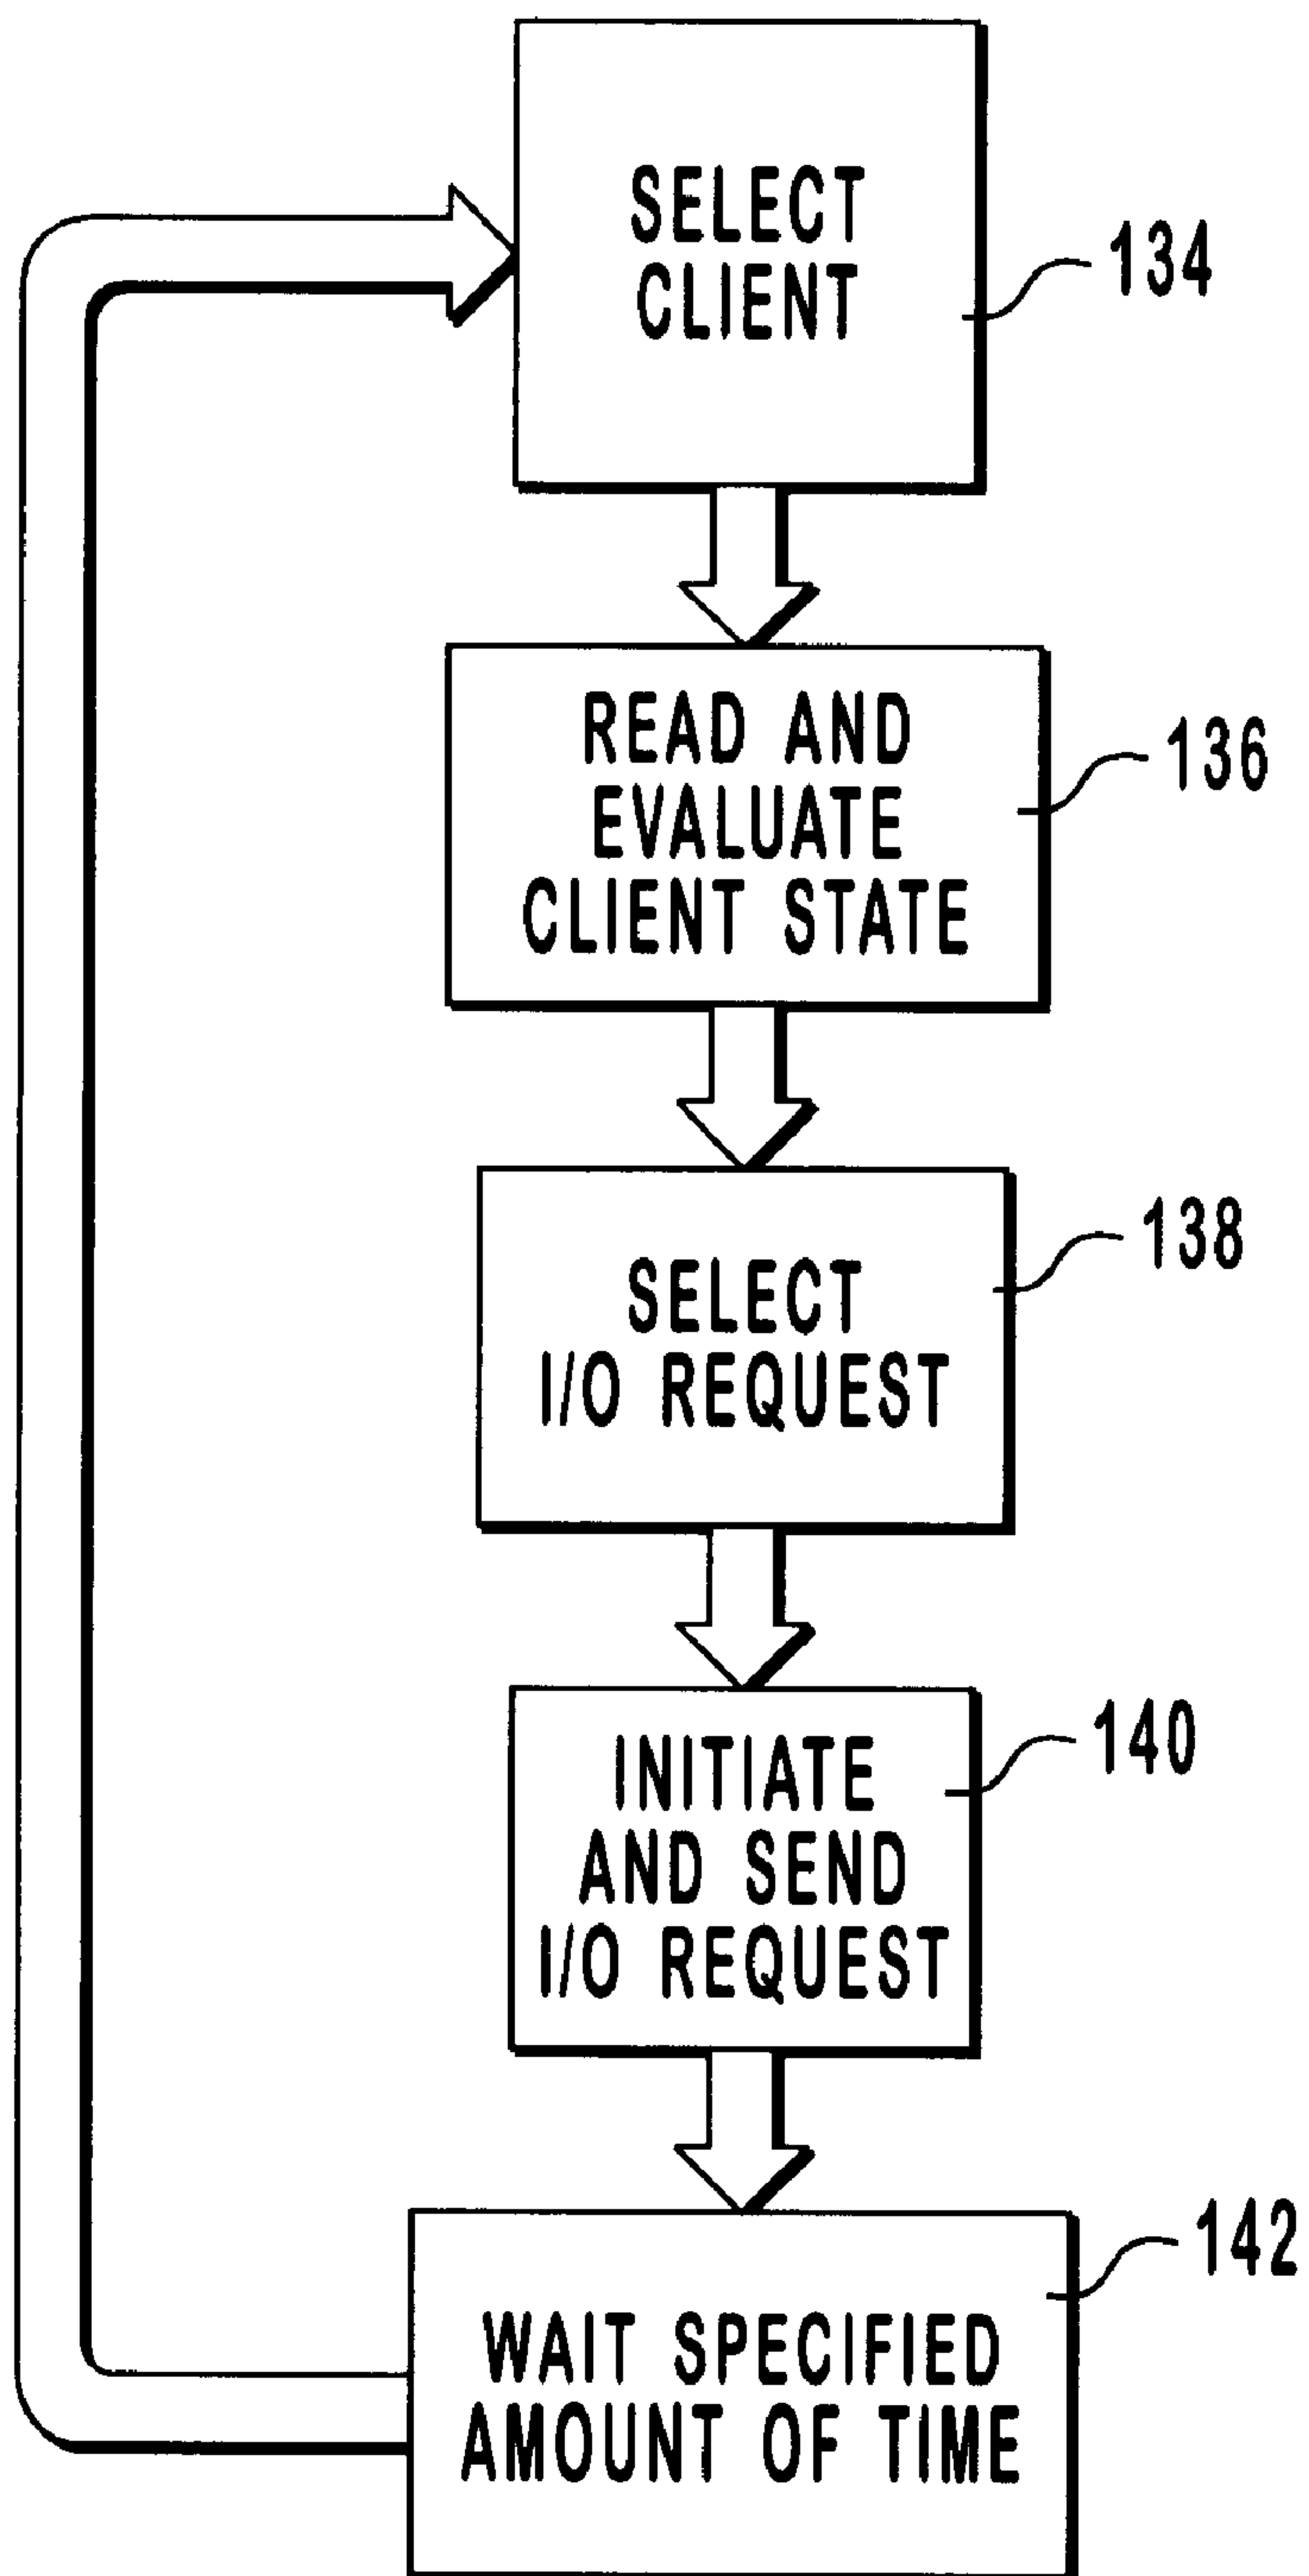 SELECT
CLIENT
134
READ AND
EVALUATE
CLIENT STATE
136
SELECT
I/O REQUEST
138
INITIATE
AND SEND
I/O REQUEST
140
WAIT SPECIFIED
AMOUNT OF TIME
142